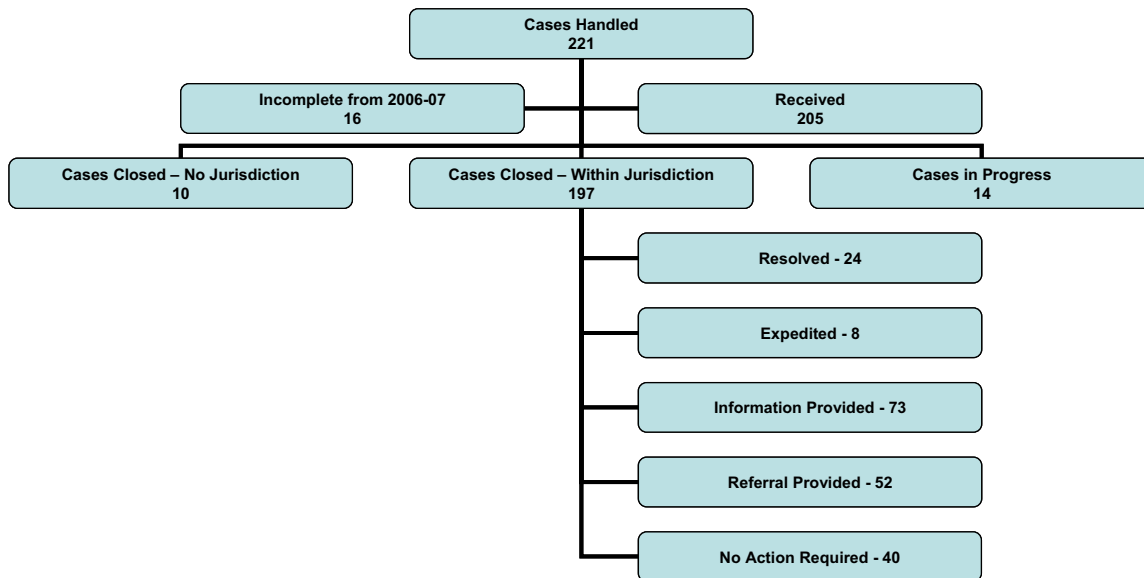 Cases Handled
221
Incomplete from 2006-07
16
Received
205
Cases Closed – No Jurisdiction
10
Cases Closed – Within Jurisdiction
197
Cases in Progress
14
Resolved - 24
Expedited - 8
Information Provided - 73
Referral Provided - 52
No Action Required - 40